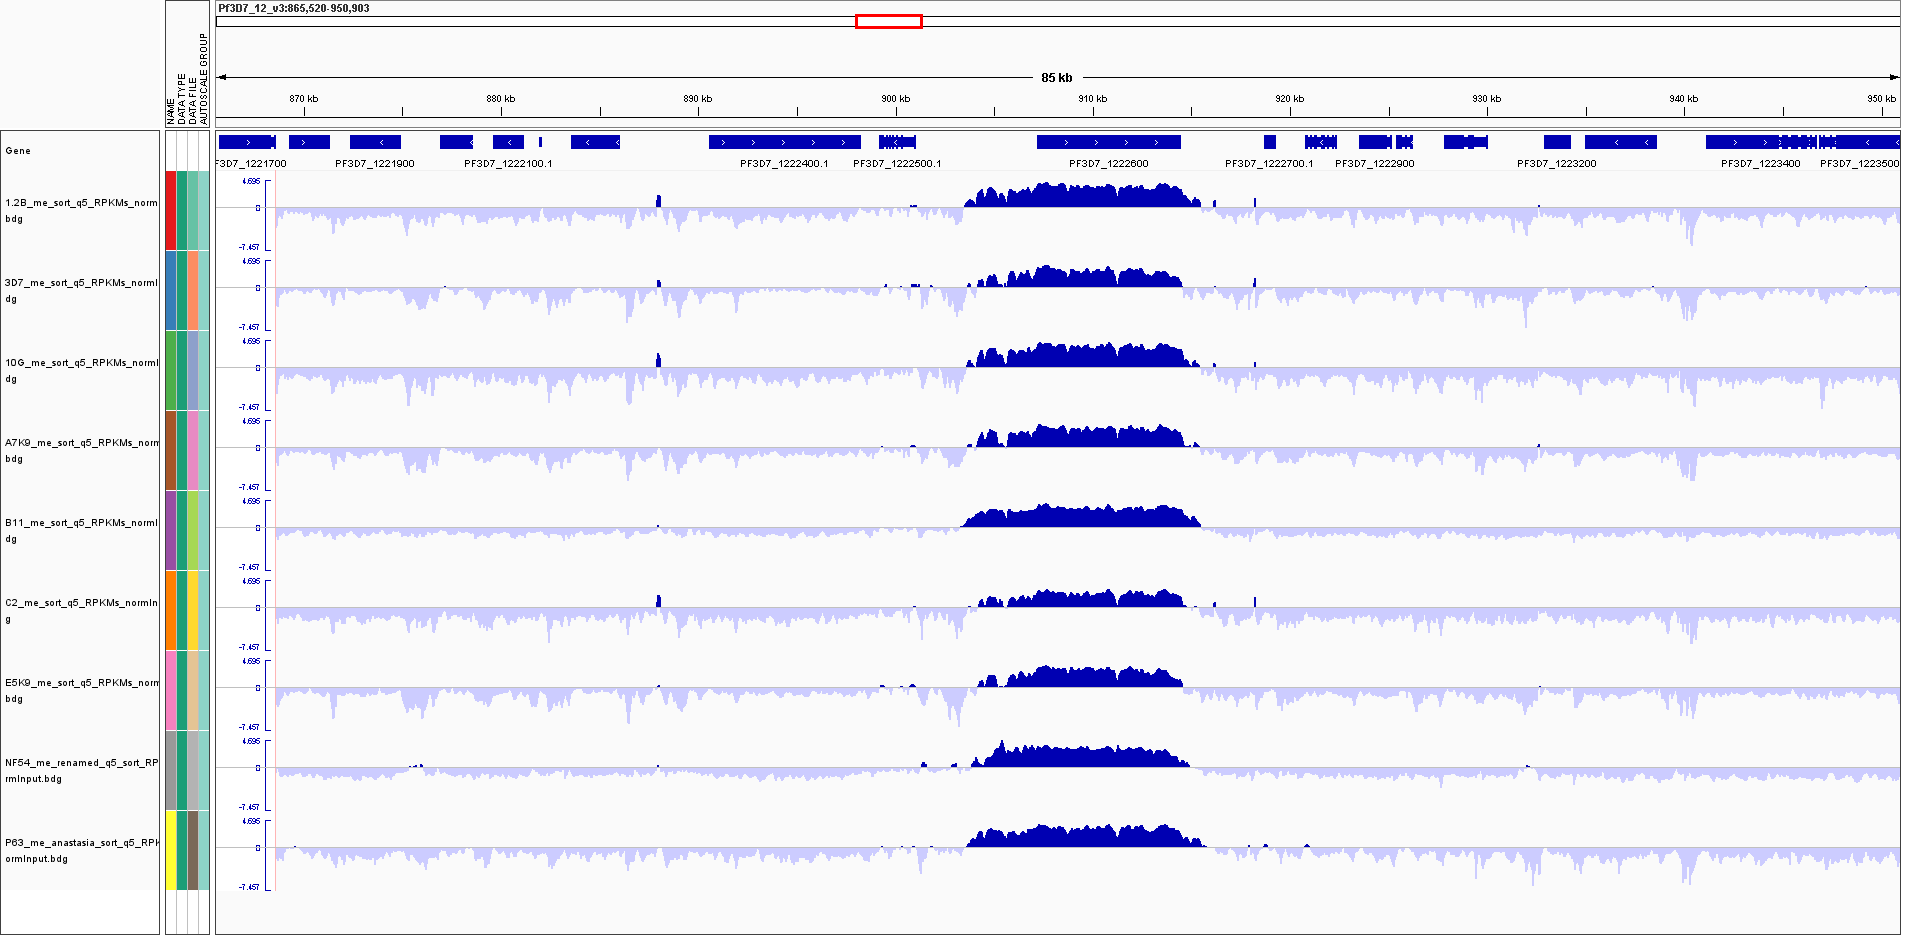 Pf3D7_12_v3:865,520-950,903
NAME
DATA TYPE
DATA FILE
AUTOSCALE GROUP
85 kb
870 kb 880 kb 890 kb 900 kb 910 kb 920 kb 930 kb 940 kb 950 kb
Gene
PF3D7_1221700 PF3D7_1221900 PF3D7_1222100.1 PF3D7_1222400.1 PF3D7_1222500.1 PF3D7_1222600 PF3D7_1222700.1 PF3D7_1222900 PF3D7_1223200 PF3D7_1223400 PF3D7_1223500
4.695
1.2B_me_sort_q5_RPKMs_norm
0
bdg
-7.457
4.695
3D7_me_sort_q5_RPKMs_normI
0
dg
-7.457
4.695
10G_me_sort_q5_RPKMs_normI
0
dg
-7.457
4.695
A7K9_me_sort_q5_RPKMs_norm
0
bdg
-7.457
4.695
B11_me_sort_q5_RPKMs_normI
0
dg
-7.457
4.695
C2_me_sort_q5_RPKMs_normIn
0
g
-7.457
4.695
E5K9_me_sort_q5_RPKMs_norm
0
bdg
-7.457
4.695
NF54_me_renamed_q5_sort_RP
0
rmInput.bdg
-7.457
4.695
P63_me_anastasia_sort_q5_RPK
0
ormInput.bdg
-7.457